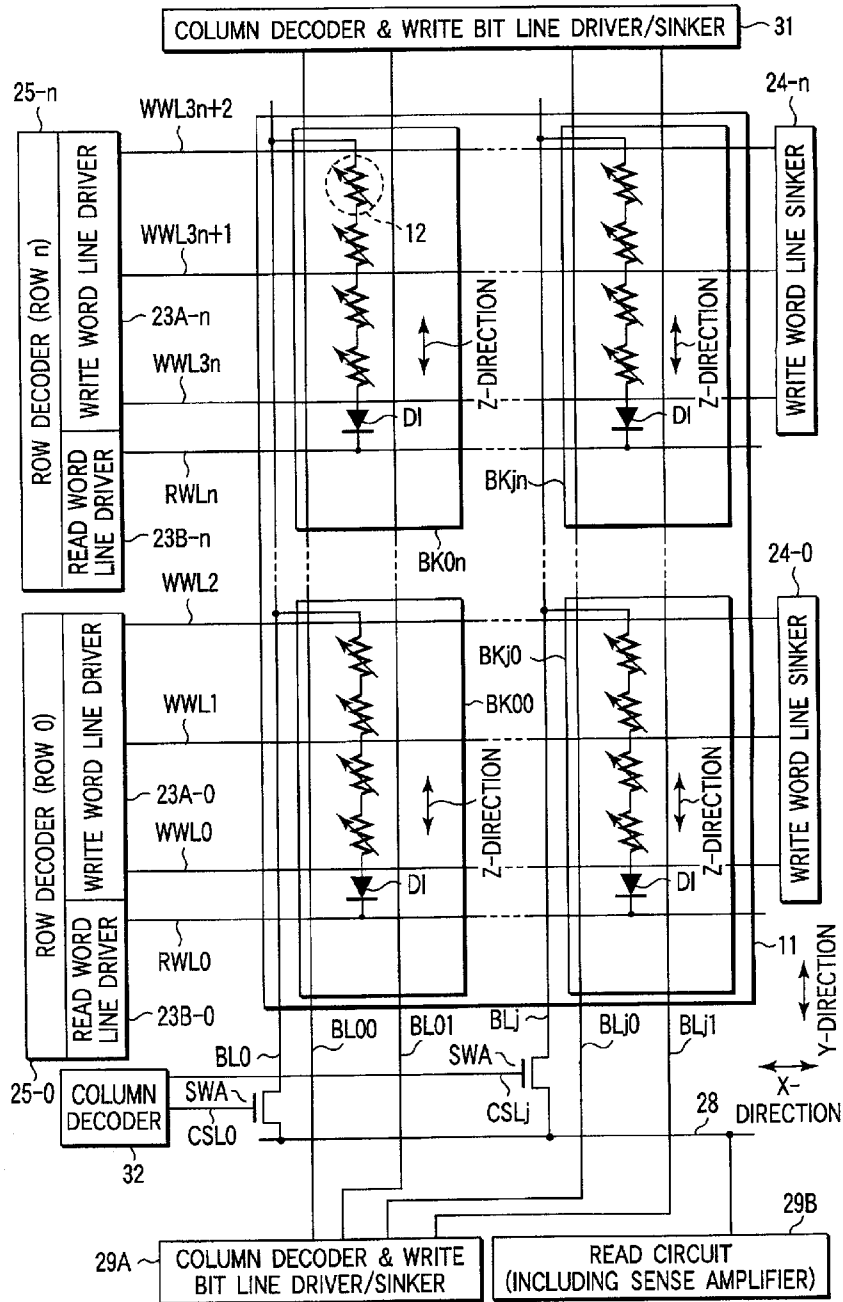 COLUMN DECODER & WRITE BIT LINE DRIVER/SINKER
31
25-n
24-n
WWL3n+2
ROW DECODER (ROW n)
WRITE WORD LINE DRIVER
READ WORD
LINE DRIVER
WRITE WORD LINE SINKER
12
WWL3n+1
23A-n
WWL3n
Z-DIRECTION
Z-DIRECTION
DI
DI
RWLn
BKjn
23B-n
BK0n
WWL2
24-0
ROW DECODER (ROW 0)
WRITE WORD LINE DRIVER
READ WORD
LINE DRIVER
WRITE WORD LINE SINKER
BKj0
BK00
WWL1
23A-0
WWL0
Z-DIRECTION
Z-DIRECTION
DI
DI
RWL0
11
23B-0
Y-DIRECTION
BL0
BL00
BL01
BLj
BLj0
BLj1
25-0
COLUMN
DECODER
SWA
SWA
X-
DIRECTION
CSL0
CSLj
28
32
29A
29B
COLUMN DECODER & WRITE
BIT LINE DRIVER/SINKER
READ CIRCUIT
(INCLUDING SENSE AMPLIFIER)